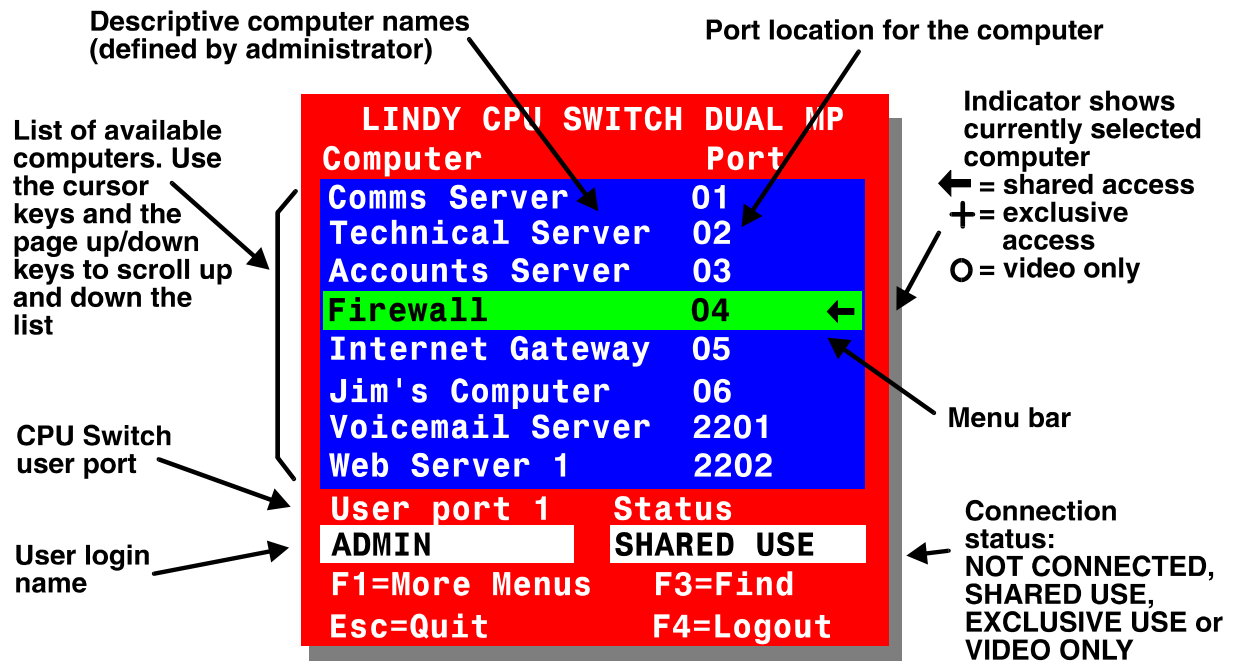 Descriptive computer names
(defined by administrator)
Port location for the computer
List of available
computers. Use
the cursor
keys and the
page up/down
keys to scroll up
and down the
list
CPU Switch
user port
User login
name
LINDY CPU SWITCH DUAL MP
Computer Port
Comms Server 01
Technical Server 02
Accounts Server 03
Firewall 04 ←
Internet Gateway 05
Jim's Computer 06
Voicemail Server 2201
Web Server 1 2202
User port 1 Status
ADMIN SHARED USE
F1=More Menus F3=Find
Esc=Quit F4=Logout
Indicator shows
currently selected
computer
← = shared access
+ = exclusive
access
O = video only
Menu bar
Connection
status:
NOT CONNECTED,
SHARED USE,
EXCLUSIVE USE or
VIDEO ONLY